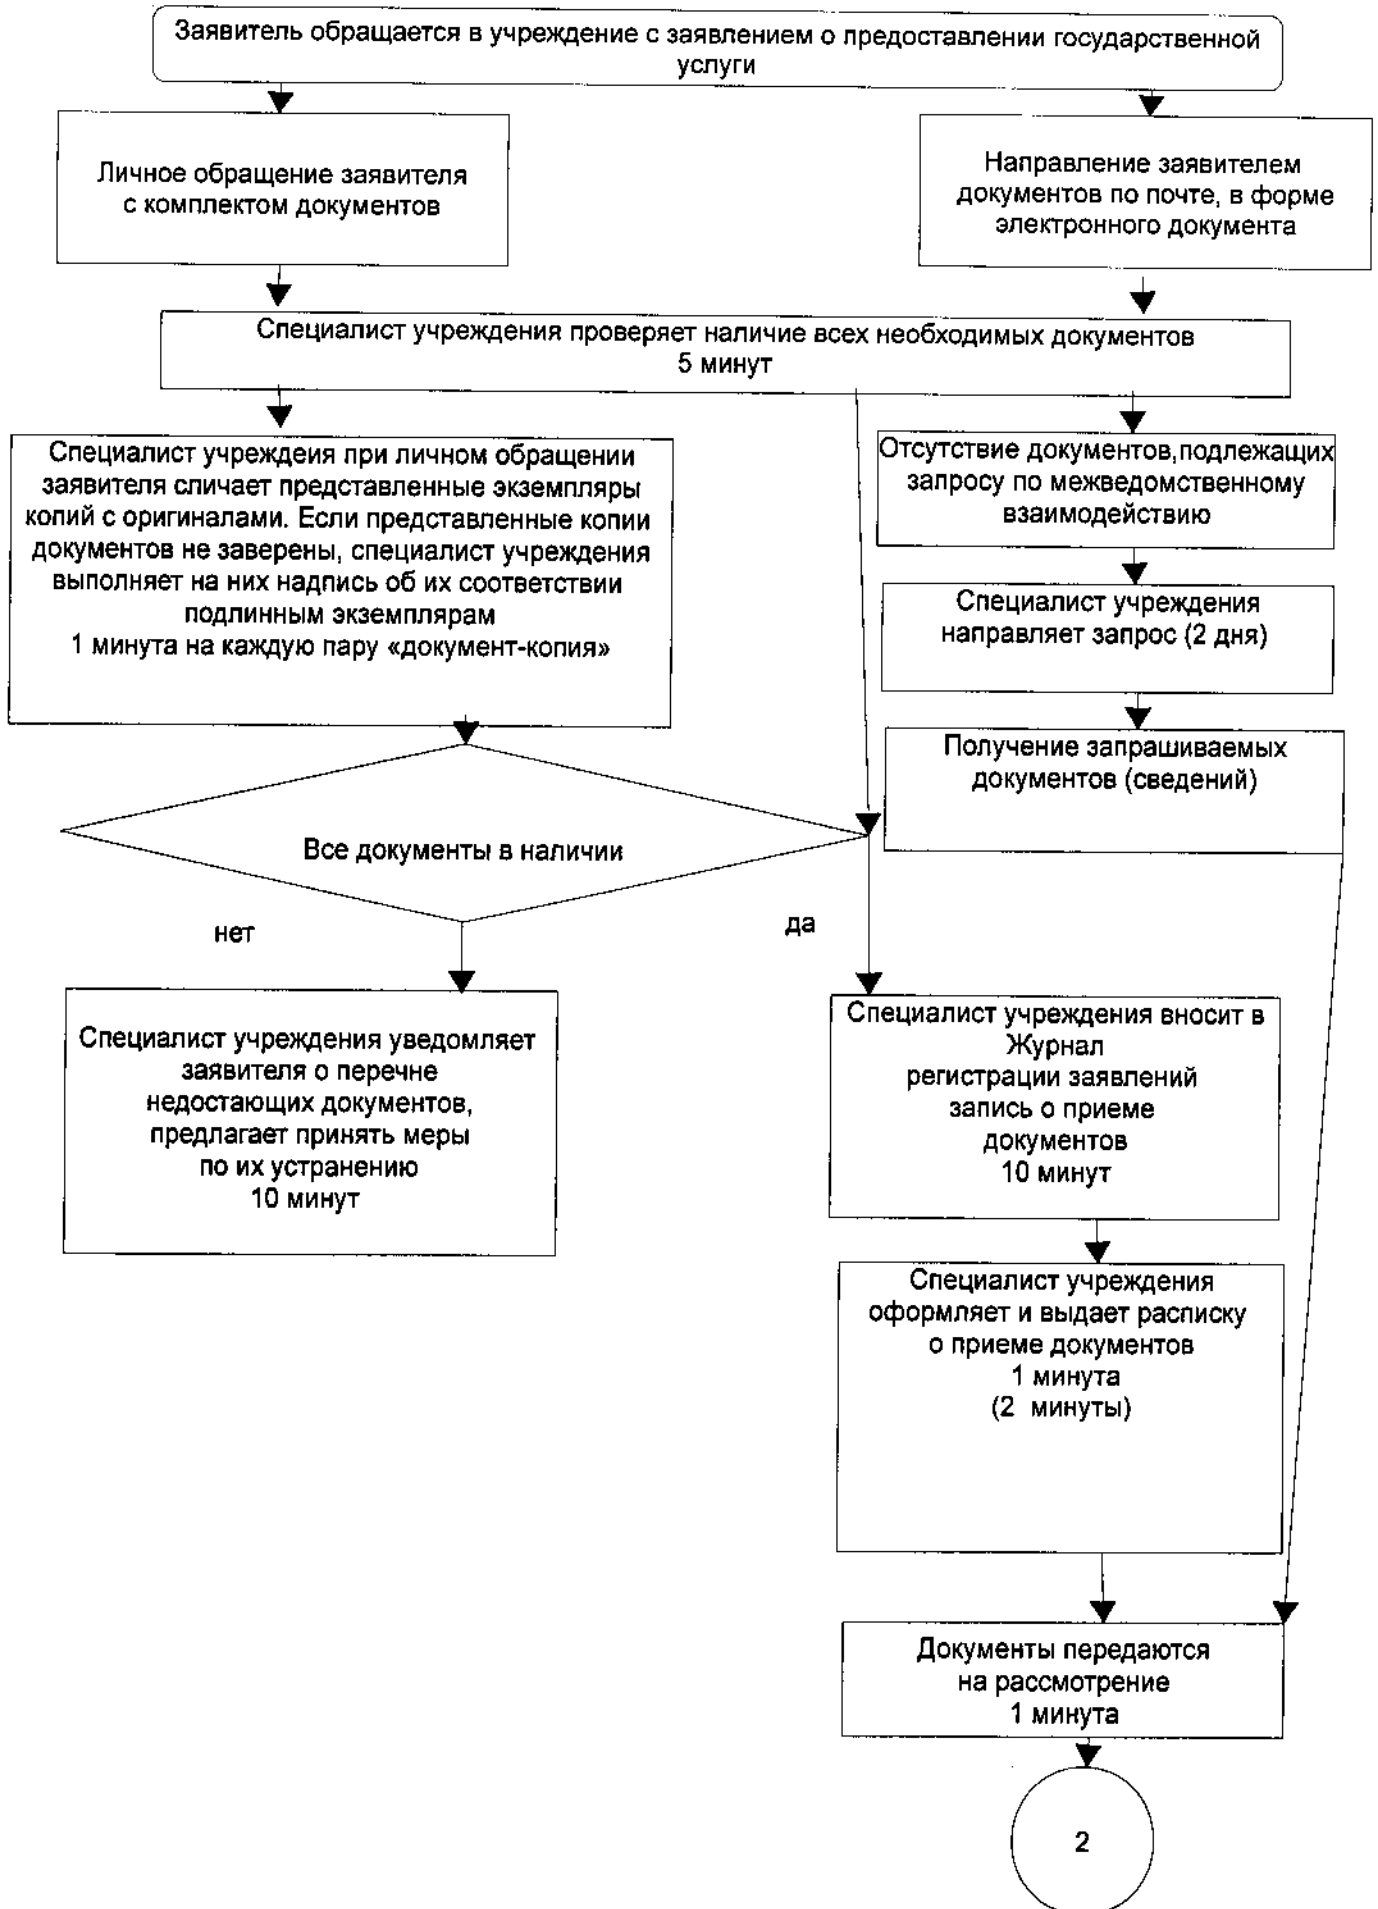 Заявитель обращается в учреждение с заявлением о предоставлении государственной
услуги
Личное обращение заявителя
с комплектом документов
Направление заявителем
документов по почте, в форме
электронного документа
Специалист учреждения проверяет наличие всех необходимых документов
5 минут
Специалист учреждеия при личном обращении
заявителя сличает представленные экземпляры
копий с оригиналами. Если представленные копии
документов не заверены, специалист учреждения
выполняет на них надпись об их соответствии
подлинным экземплярам
1 минута на каждую пару «документ-копия»
Отсутствие документов,подлежащих
запросу по межведомственному
взаимодействию
Специалист учреждения
направляет запрос (2 дня)
Получение запрашиваемых
документов (сведений)
Все документы в наличии
нет
да
Специалист учреждения уведомляет
заявителя о перечне
недостающих документов,
предлагает принять меры
по их устранению
10 минут
Специалист учреждения вносит в
Журнал
регистрации заявлений
запись о приеме
документов
10 минут
Специалист учреждения
оформляет и выдает расписку
о приеме документов
1 минута
(2 минуты)
Документы передаются
на рассмотрение
1 минута
2